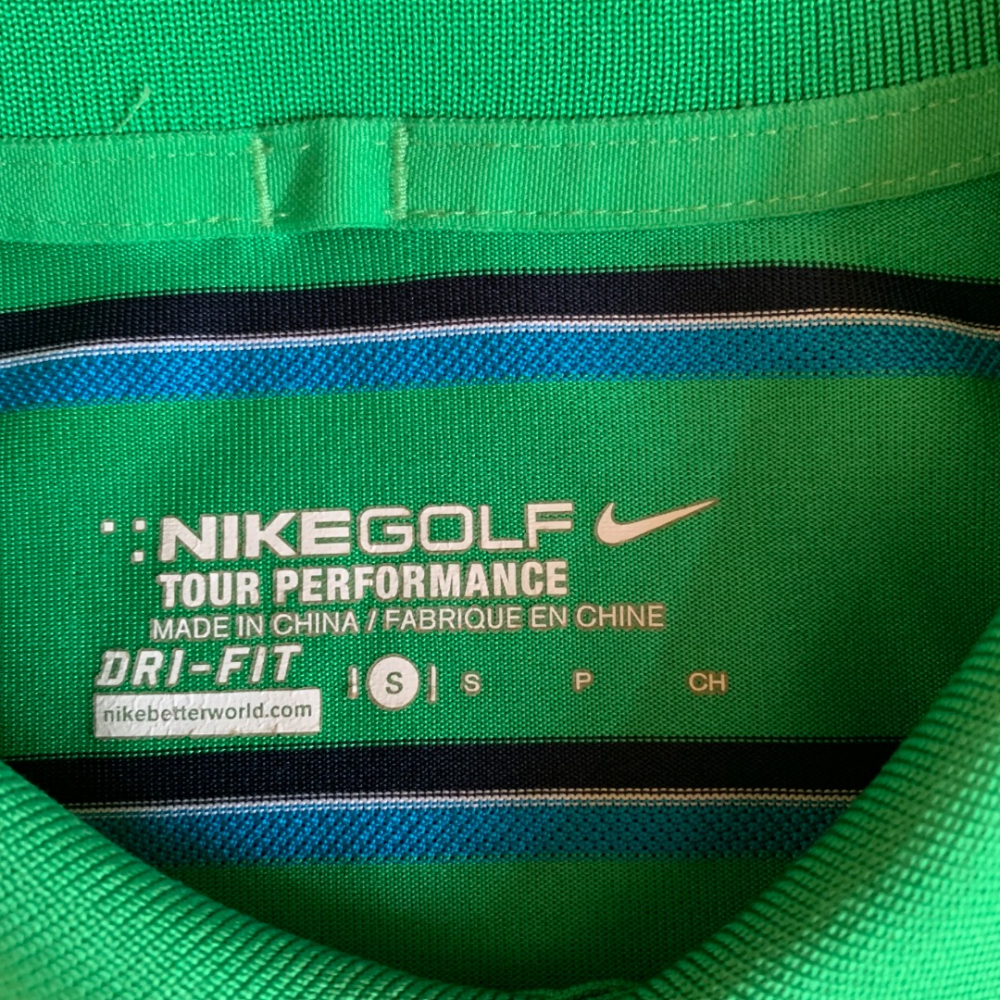 NIKEGOLF
TOUR PERFORMANCE
MADE IN CHINA / FABRIQUE EN CHINE
DRI-FIT
S S P CH
nikebetterworld.com